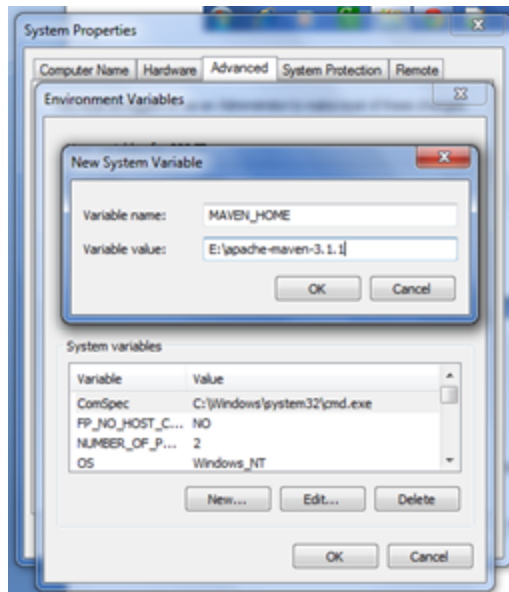 System Properties
Computer Name Hardware Advanced System Protection Remote
Environment Variables
New System Variable
Variable name: MAVEN_HOME
Variable value: E:\apache-maven-3.1.1
OK Cancel
System variables
Variable Value
ComSpec C:\Windows\system32\cmd.exe
FP_NO_HOST_C... NO
NUMBER_OF_P... 2
OS Windows_NT
New... Edit... Delete
OK Cancel